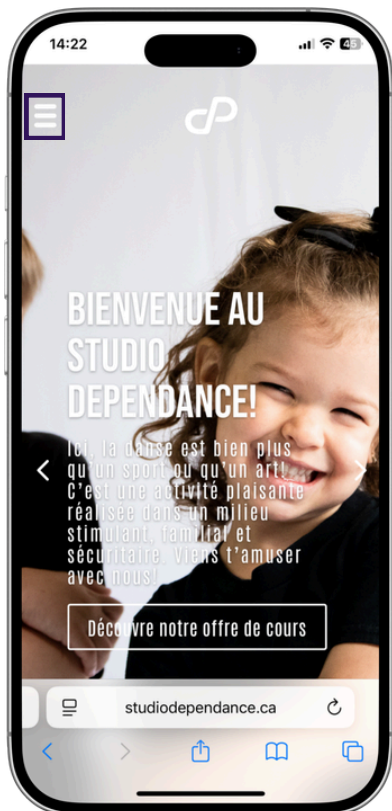 14:22
45
BIENVENUE AU
STUDIO
DEPENDANCE!
Ici, la danse est bien plus
qu'un sport ou qu'un art!
C'est une activité plaisante
réalisée dans un milieu
stimulant, familial et
sécuritaire. Viens t'amuser
avec nous!
Découvre notre offre de cours
studiodependance.ca